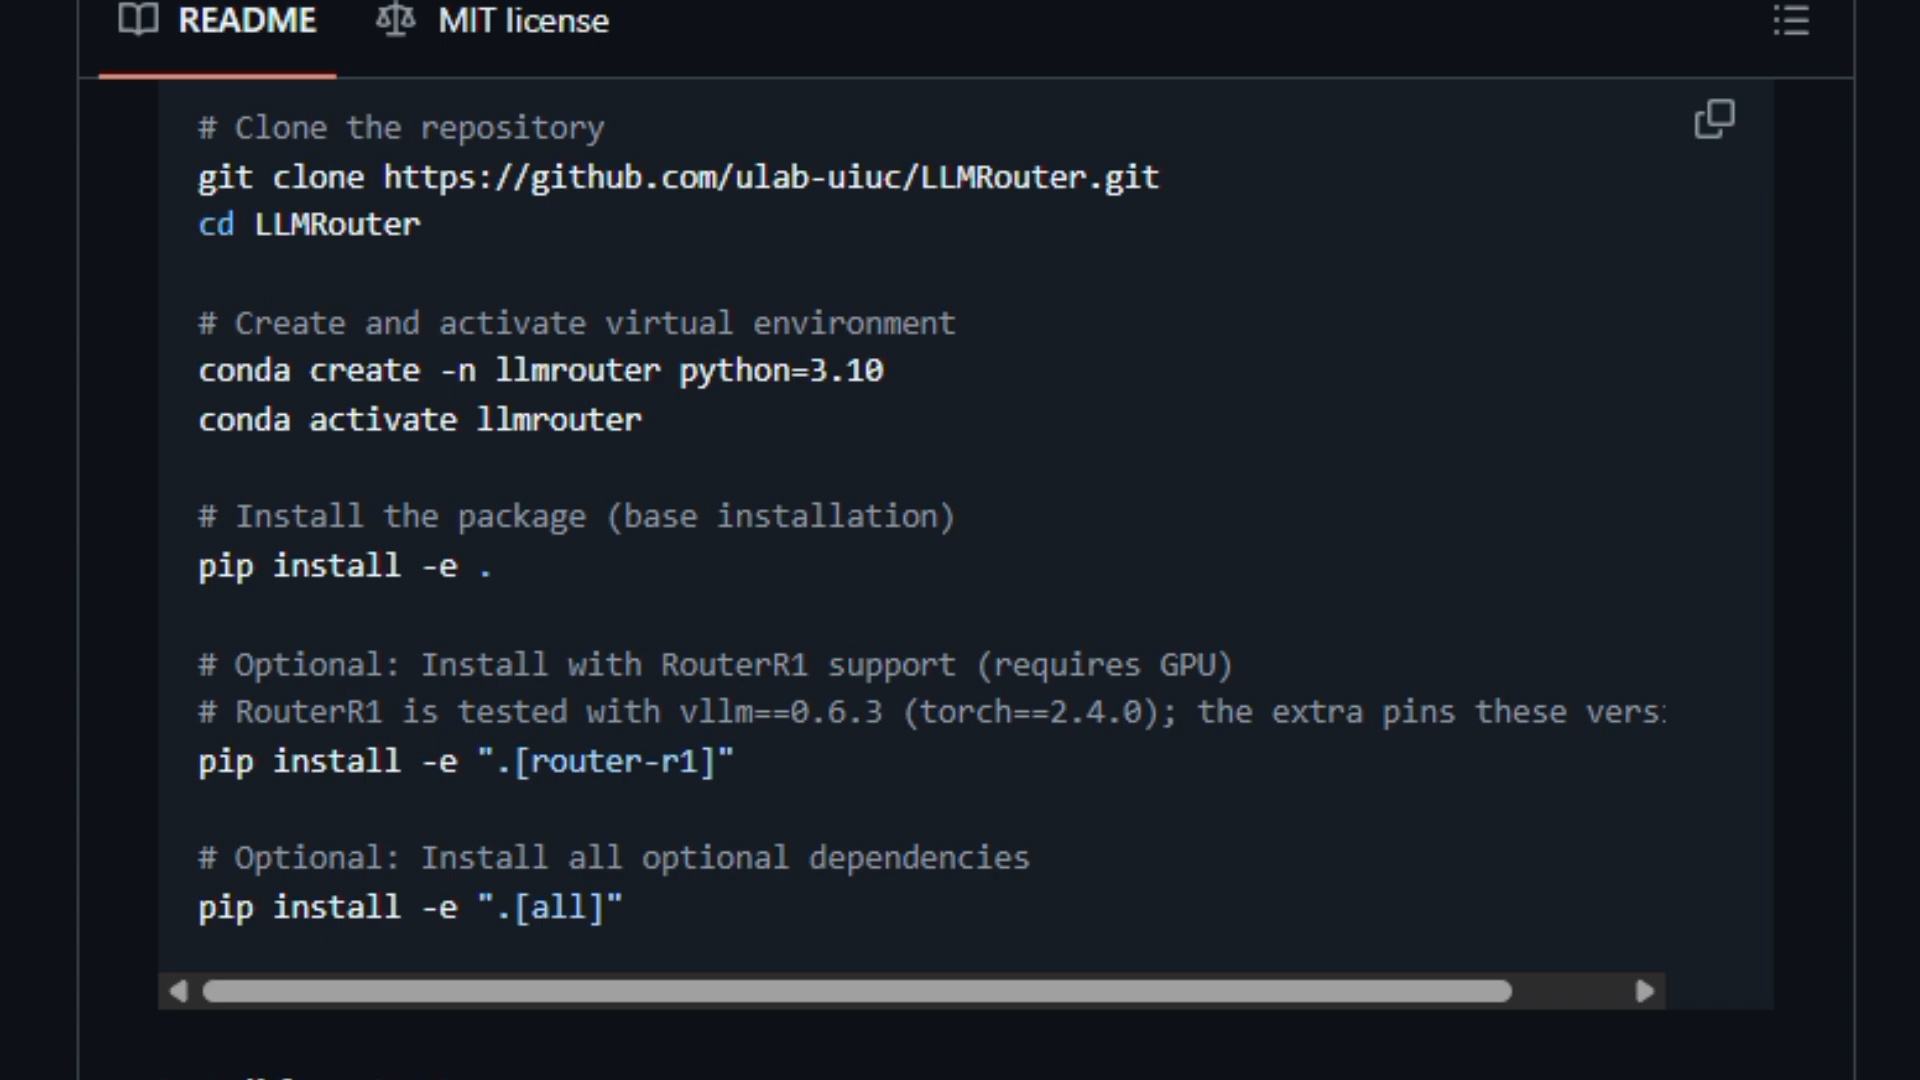 README MIT license
# Clone the repository
git clone https://github.com/ulab-uiuc/LLMRouter.git
cd LLMRouter
# Create and activate virtual environment
conda create -n llmrouter python=3.10
conda activate llmrouter
# Install the package (base installation)
pip install -e .
# Optional: Install with RouterR1 support (requires GPU)
# RouterR1 is tested with vllm==0.6.3 (torch==2.4.0); the extra pins these
pip install -e ".[router-r1]"
# Optional: Install all optional dependencies
pip install -e ".[all]"